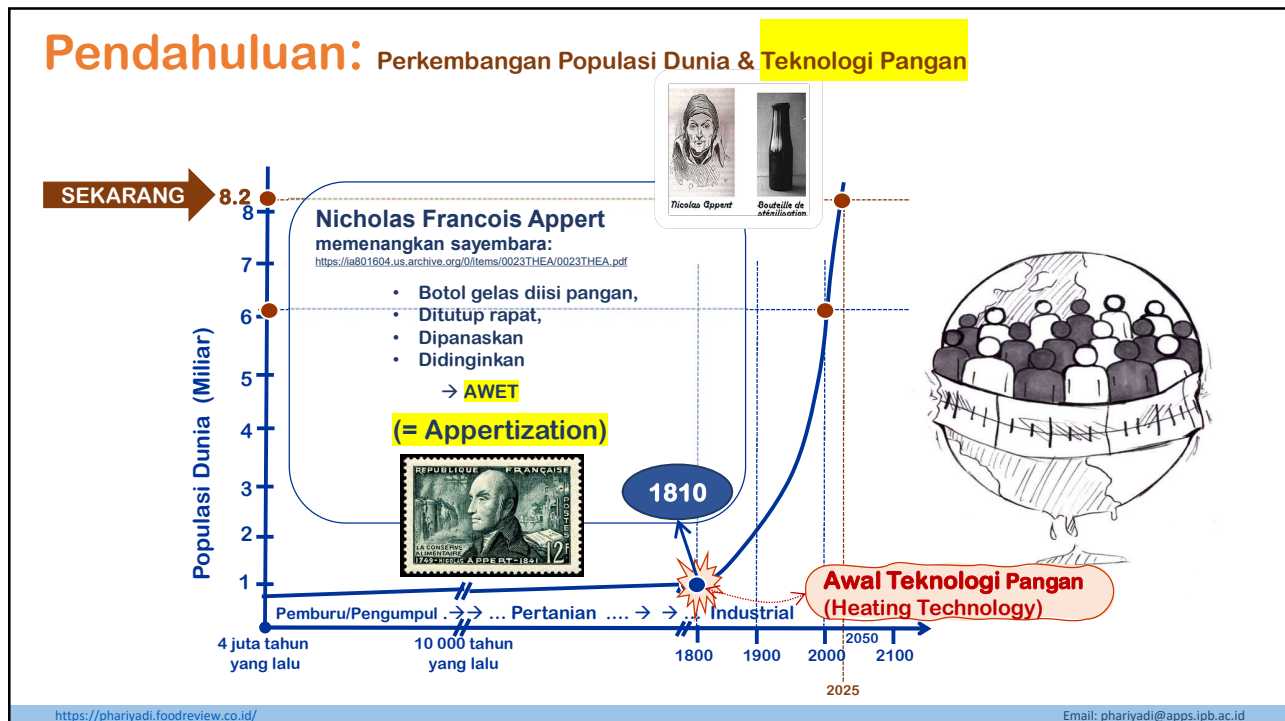 Pendahuluan: Perkembangan Populasi Dunia & Teknologi Pangan
Nicolas Appert
Bouteille de
stérilisation
SEKARANG
8.2
8
7
6
5
4
3
2
1
Populasi Dunia (Miliar)
Nicholas Francois Appert
memenangkan sayembara:
https://ia801604.us.archive.org/0/items/0023THEA/0023THEA.pdf
• Botol gelas diisi pangan,
• Ditutup rapat,
• Dipanaskan
• Didinginkan
→ AWET
(= Appertization)
REPUBLIQUE FRANÇAISE
POSTES
LA CONSERVE
ALIMENTAIRE
12F
1749-NICOLAS APPERT-1841
1810
Awal Teknologi Pangan
(Heating Technology)
Pemburu/Pengumpul .→→ ... Pertanian .... → → ... Industrial
4 juta tahun
yang lalu
10 000 tahun
yang lalu
1800
1900
2000
2050
2100
2025
https://phariyadi.foodreview.co.id/
Email: phariyadi@apps.ipb.ac.id